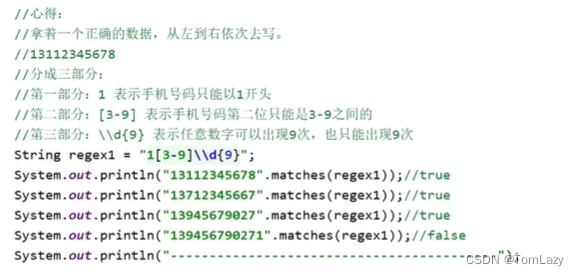 //心得：
//拿着一个正确的数据，从左到右依次去写。
//13112345678
//分成三部分：
//第一部分：1 表示手机号码只能以1开头
//第二部分：[3-9] 表示手机号码第二位只能是3-9之间的
//第三部分：\\d{9} 表示任意数字可以出现9次，也只能出现9次
String regex1 = "1[3-9]\\d{9}";
System.out.println("13112345678".matches(regex1));//true
System.out.println("13712345667".matches(regex1));//true
System.out.println("13945679027".matches(regex1));//true
System.out.println("139456790271".matches(regex1));//false
System.out.println("-----------------------------------------");
CSDN @TomLazy